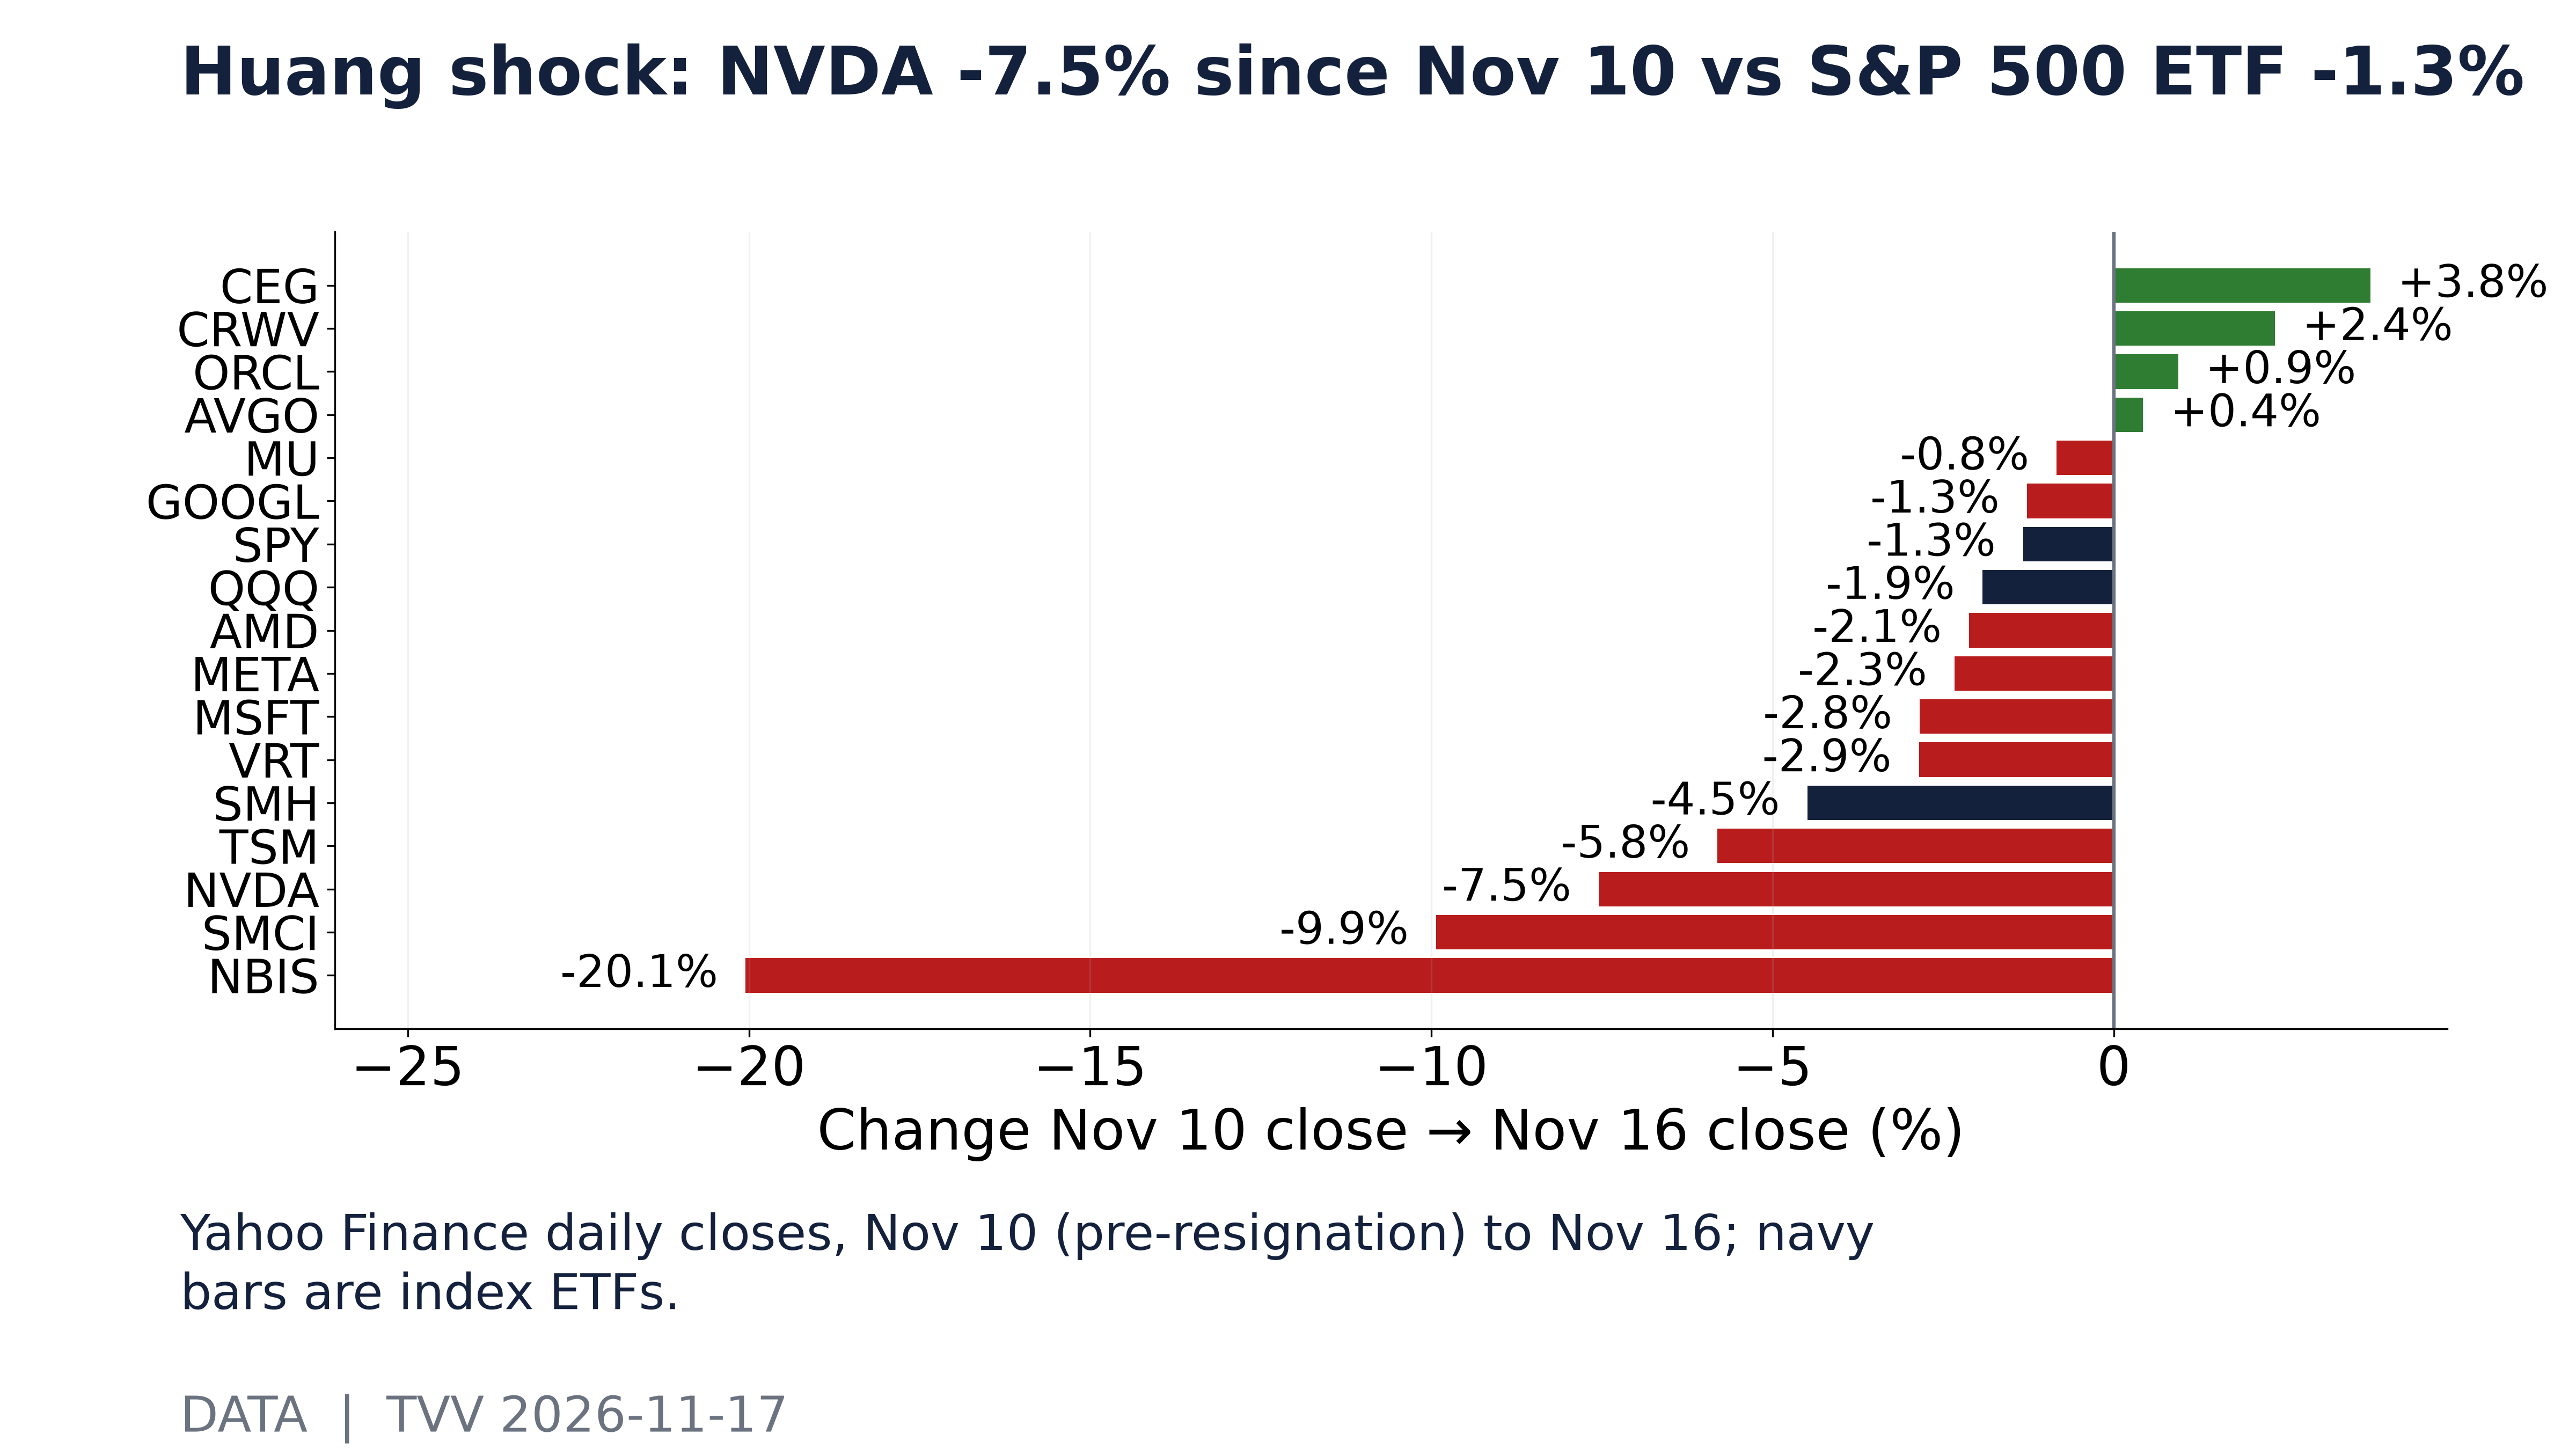 Huang shock: NVDA -7.5% since Nov 10 vs S&P 500 ETF -1.3%
CEG +3.8%
CRWV +2.4%
ORCL +0.9%
AVGO +0.4%
MU -0.8%
GOOGL -1.3%
SPY -1.3%
QQQ -1.9%
AMD -2.1%
META -2.3%
MSFT -2.8%
VRT -2.9%
SMH -4.5%
TSM -5.8%
NVDA -7.5%
SMCI -9.9%
NBIS -20.1%
−25 −20 −15 −10 −5 0
Change Nov 10 close → Nov 16 close (%)
Yahoo Finance daily closes, Nov 10 (pre-resignation) to Nov 16; navy
bars are index ETFs.
DATA | TVV 2026-11-17